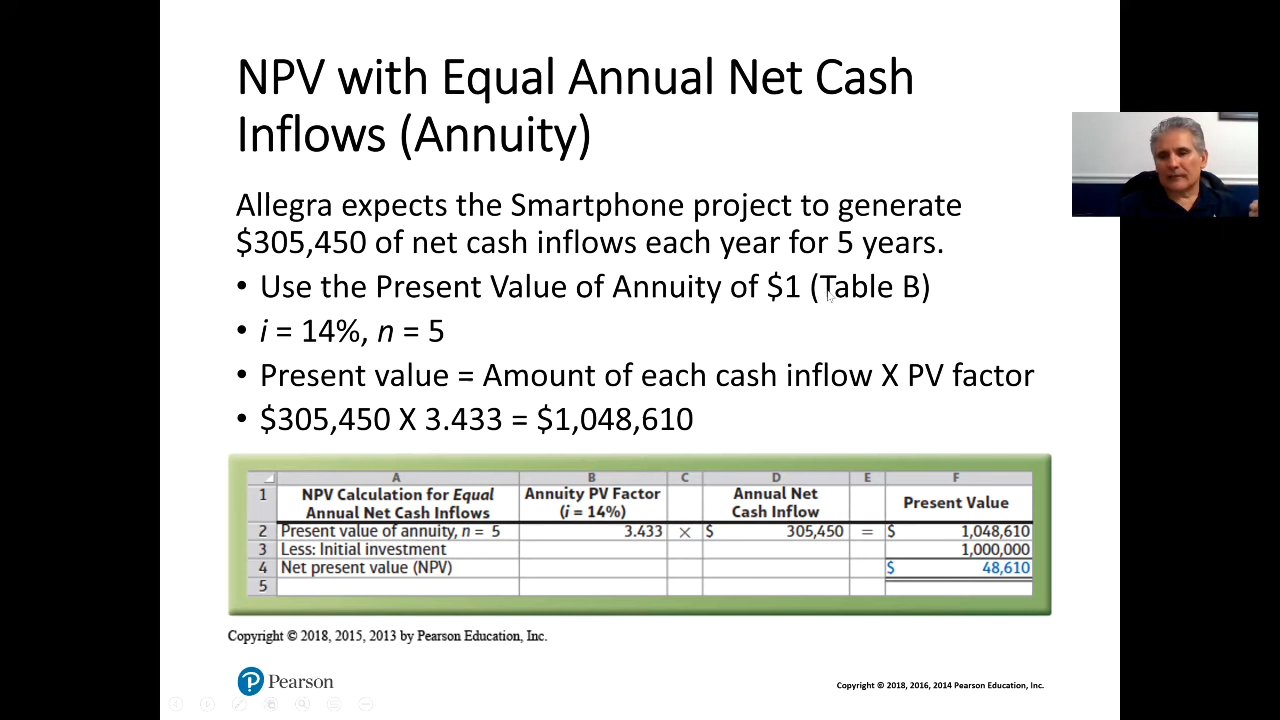 NPV with Equal Annual Net Cash
Inflows (Annuity)
Allegra expects the Smartphone project to generate
$305,450 of net cash inflows each year for 5 years.
• Use the Present Value of Annuity of $1 (Table B)
• i = 14%, n = 5
• Present value = Amount of each cash inflow X PV factor
• $305,450 X 3.433 = $1,048,610
A B C D E F
1 NPV Calculation for Equal Annual Net Cash Inflows Annuity PV Factor (i = 14%) Annual Net Cash Inflow Present Value
2 Present value of annuity, n = 5 3.433 × $ 305,450 = $ 1,048,610
3 Less: Initial investment 1,000,000
4 Net present value (NPV) $ 48,610
5
Copyright © 2018, 2015, 2013 by Pearson Education, Inc.
P Pearson
Copyright © 2018, 2016, 2014 Pearson Education, Inc.